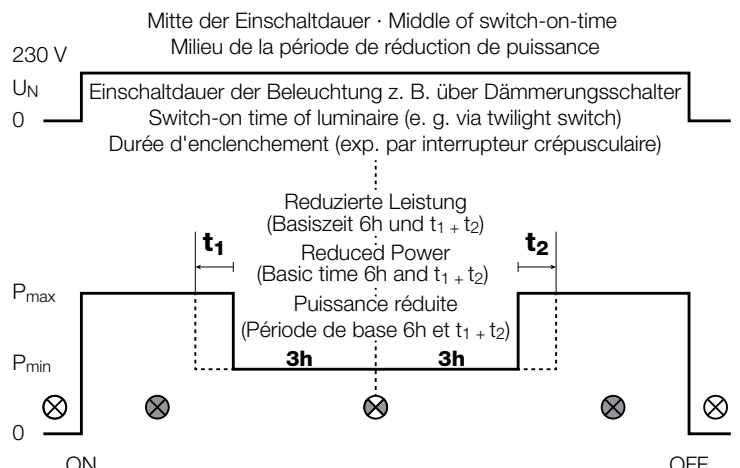 Mitte der Einschaltdauer · Middle of switch-on-time
Milieu de la période de réduction de puissance
230 V
UN
0
Einschaltdauer der Beleuchtung z. B. über Dämmerungsschalter
Switch-on time of luminaire (e. g. via twilight switch)
Durée d'enclenchement (exp. par interrupteur crépusculaire)
Reduzierte Leistung
(Basiszeit 6h und t1 + t2)
t1
Reduced Power
t2
(Basic time 6h and t1 + t2)
Pmax
Puissance réduite
(Période de base 6h et t1 + t2)
Pmin
3h
3h
0
ON
OFF